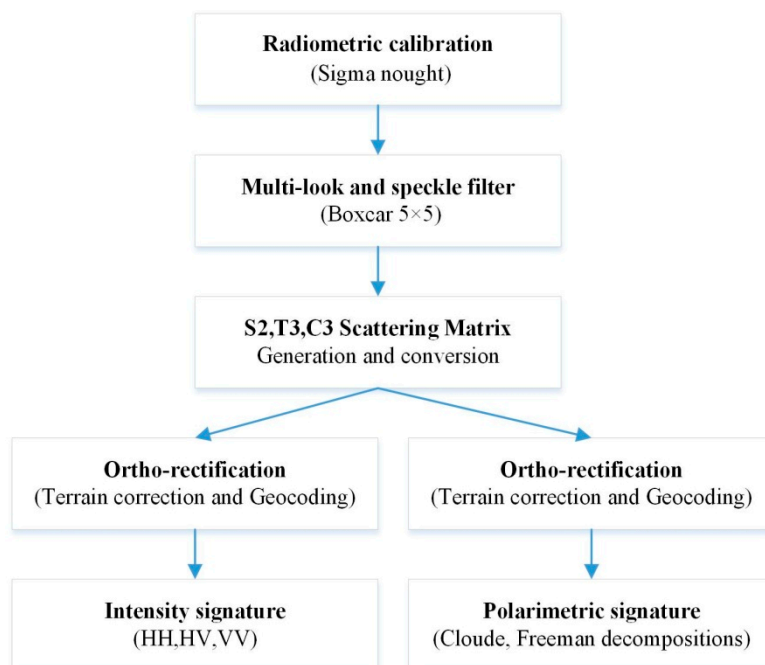 Radiometric calibration
(Sigma nought)
Multi-look and speckle filter
(Boxcar 5×5)
S2,T3,C3 Scattering Matrix
Generation and conversion
Ortho-rectification
(Terrain correction and Geocoding)
Ortho-rectification
(Terrain correction and Geocoding)
Intensity signature
(HH,HV,VV)
Polarimetric signature
(Cloude, Freeman decompositions)